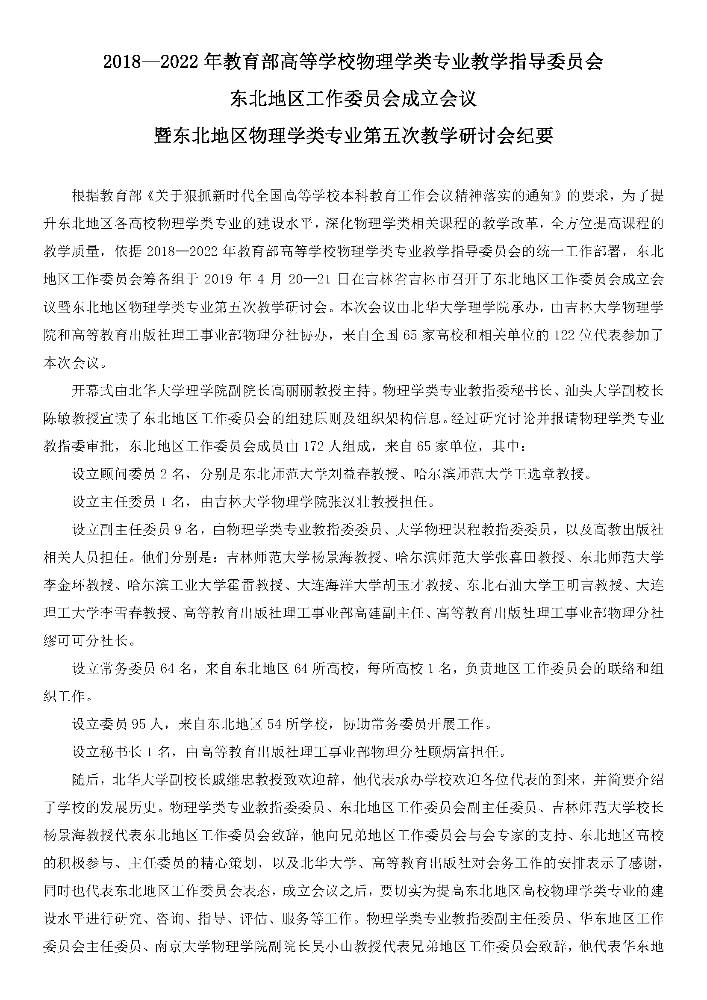 2018—2022 年教育部高等学校物理学类专业教学指导委员会
东北地区工作委员会成立会议
暨东北地区物理学类专业第五次教学研讨会纪要
根据教育部《关于狠抓新时代全国高等学校本科教育工作会议精神落实的通知》的要求，为了提
升东北地区各高校物理学类专业的建设水平，深化物理学类相关课程的教学改革，全方位提高课程的
教学质量，依据 2018—2022 年教育部高等学校物理学类专业教学指导委员会的统一工作部署，东北
地区工作委员会筹备组于 2019 年 4 月 20—21 日在吉林省吉林市召开了东北地区工作委员会成立会
议暨东北地区物理学类专业第五次教学研讨会。本次会议由北华大学理学院承办，由吉林大学物理学
院和高等教育出版社理工事业部物理分社协办，来自全国 65 家高校和相关单位的 122 位代表参加了
本次会议。
开幕式由北华大学理学院副院长高丽丽教授主持。物理学类专业教指委秘书长、汕头大学副校长
陈敏教授宣读了东北地区工作委员会的组建原则及组织架构信息。经过研究讨论并报请物理学类专业
教指委审批，东北地区工作委员会成员由 172 人组成，来自 65 家单位，其中：
设立顾问委员 2 名，分别是东北师范大学刘益春教授、哈尔滨师范大学王选章教授。
设立主任委员 1 名，由吉林大学物理学院张汉壮教授担任。
设立副主任委员 9 名，由物理学类专业教指委委员、大学物理课程教指委委员，以及高教出版社
相关人员担任。他们分别是：吉林师范大学杨景海教授、哈尔滨师范大学张喜田教授、东北师范大学
李金环教授、哈尔滨工业大学霍雷教授、大连海洋大学胡玉才教授、东北石油大学王明吉教授、大连
理工大学李雪春教授、高等教育出版社理工事业部高建副主任、高等教育出版社理工事业部物理分社
缪可可分社长。
设立常务委员 64 名，来自东北地区 64 所高校，每所高校 1 名，负责地区工作委员会的联络和组
织工作。
设立委员 95 人，来自东北地区 54 所学校，协助常务委员开展工作。
设立秘书长 1 名，由高等教育出版社理工事业部物理分社顾炳富担任。
随后，北华大学副校长戚继忠教授致欢迎辞，他代表承办学校欢迎各位代表的到来，并简要介绍
了学校的发展历史。物理学类专业教指委委员、东北地区工作委员会副主任委员、吉林师范大学校长
杨景海教授代表东北地区工作委员会致辞，他向兄弟地区工作委员会与会专家的支持、东北地区高校
的积极参与、主任委员的精心策划，以及北华大学、高等教育出版社对会务工作的安排表示了感谢，
同时也代表东北地区工作委员会表态，成立会议之后，要切实为提高东北地区高校物理学类专业的建
设水平进行研究、咨询、指导、评估、服务等工作。物理学类专业教指委副主任委员、华东地区工作
委员会主任委员、南京大学物理学院副院长吴小山教授代表兄弟地区工作委员会致辞，他代表华东地